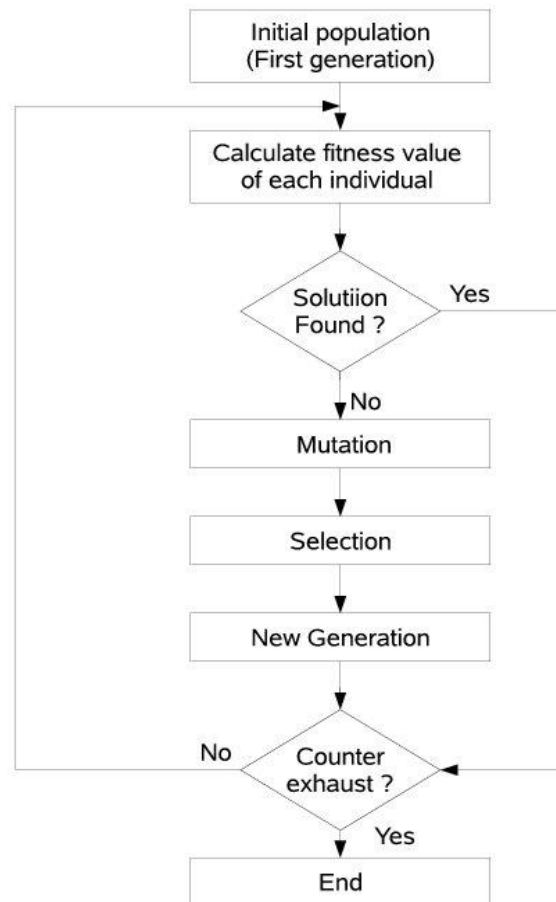 Initial population
(First generation)
Calculate fitness value
of each individual
Solutiion
Found ?
Yes
No
Mutation
Selection
New Generation
No
Counter
exhaust ?
Yes
End